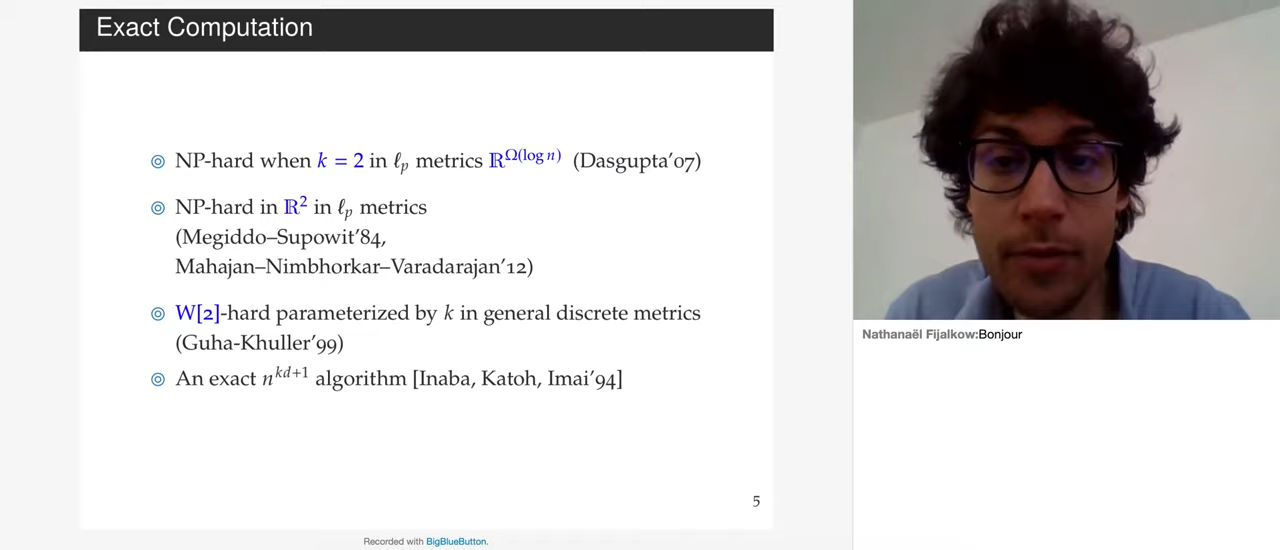 Exact Computation
◎ NP-hard when k = 2 in ℓₚ metrics ℝ^Ω(log n) (Dasgupta'07)
◎ NP-hard in ℝ² in ℓₚ metrics
(Megiddo–Supowit'84,
Mahajan–Nimbhorkar–Varadarajan'12)
◎ W[2]-hard parameterized by k in general discrete metrics
(Guha-Khuller'99)
◎ An exact n^{kd+1} algorithm [Inaba, Katoh, Imai'94]
5
Recorded with BigBlueButton.
Nathanaël Fijalkow:Bonjour